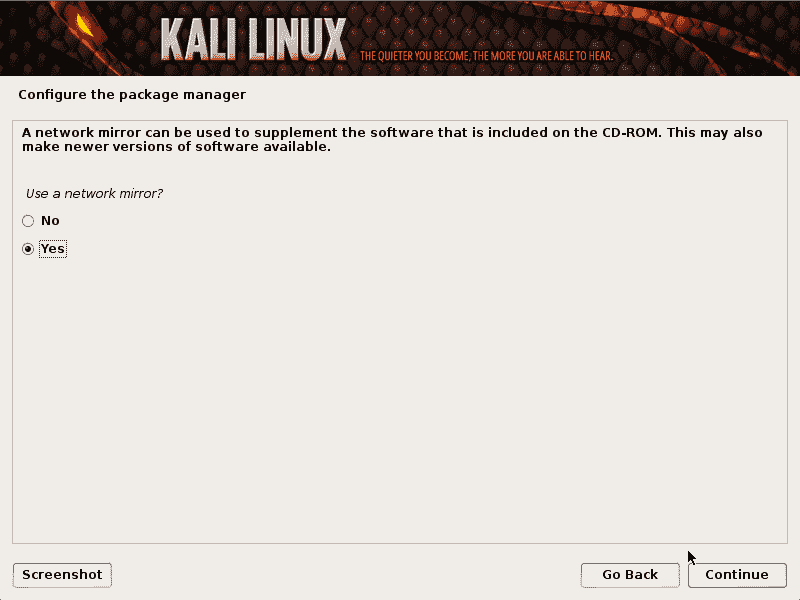 KALI LINUX
THE QUIETER YOU BECOME, THE MORE YOU ARE ABLE TO HEAR.
Configure the package manager
A network mirror can be used to supplement the software that is included on the CD-ROM. This may also
make newer versions of software available.
Use a network mirror?
No
Yes
Screenshot
Go Back
Continue